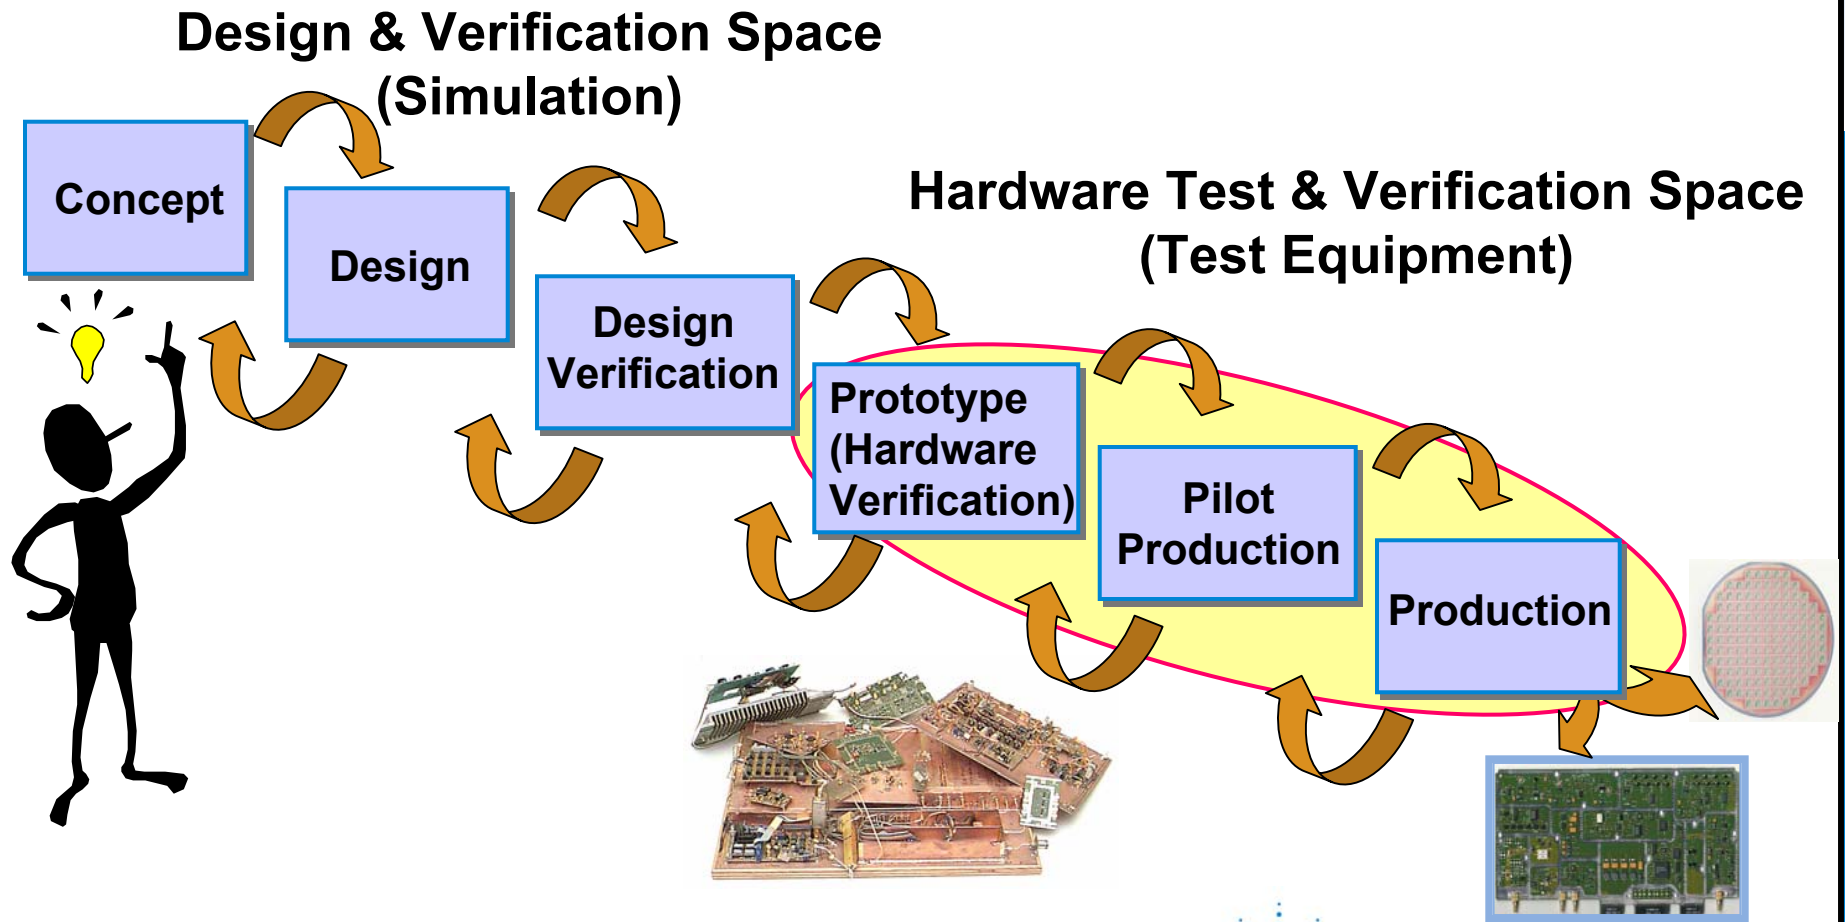 Design & Verification Space
(Simulation)
Concept
Design
Design
Verification
Hardware Test & Verification Space
(Test Equipment)
Prototype
(Hardware
Verification)
Pilot
Production
Production